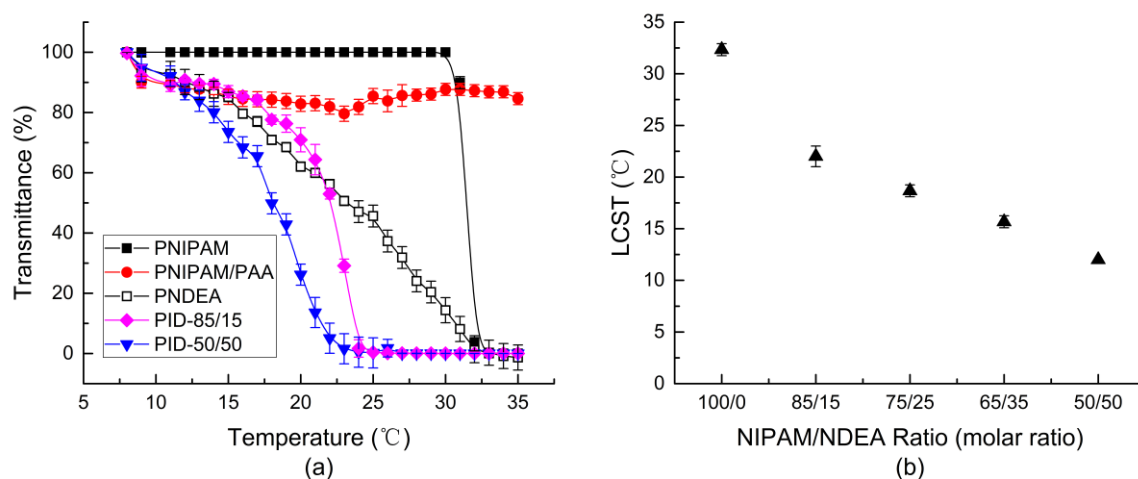 (a)
Transmittance (%)
100
80
60
40
20
0
PNIPAM
PNIPAM/PAA
PNDEA
PID-85/15
PID-50/50
5 10 15 20 25 30 35
Temperature (℃)
(a)
LCST (℃)
35
30
25
20
15
10
5
0
100/0 85/15 75/25 65/35 50/50
NIPAM/NDEA Ratio (molar ratio)
(b)